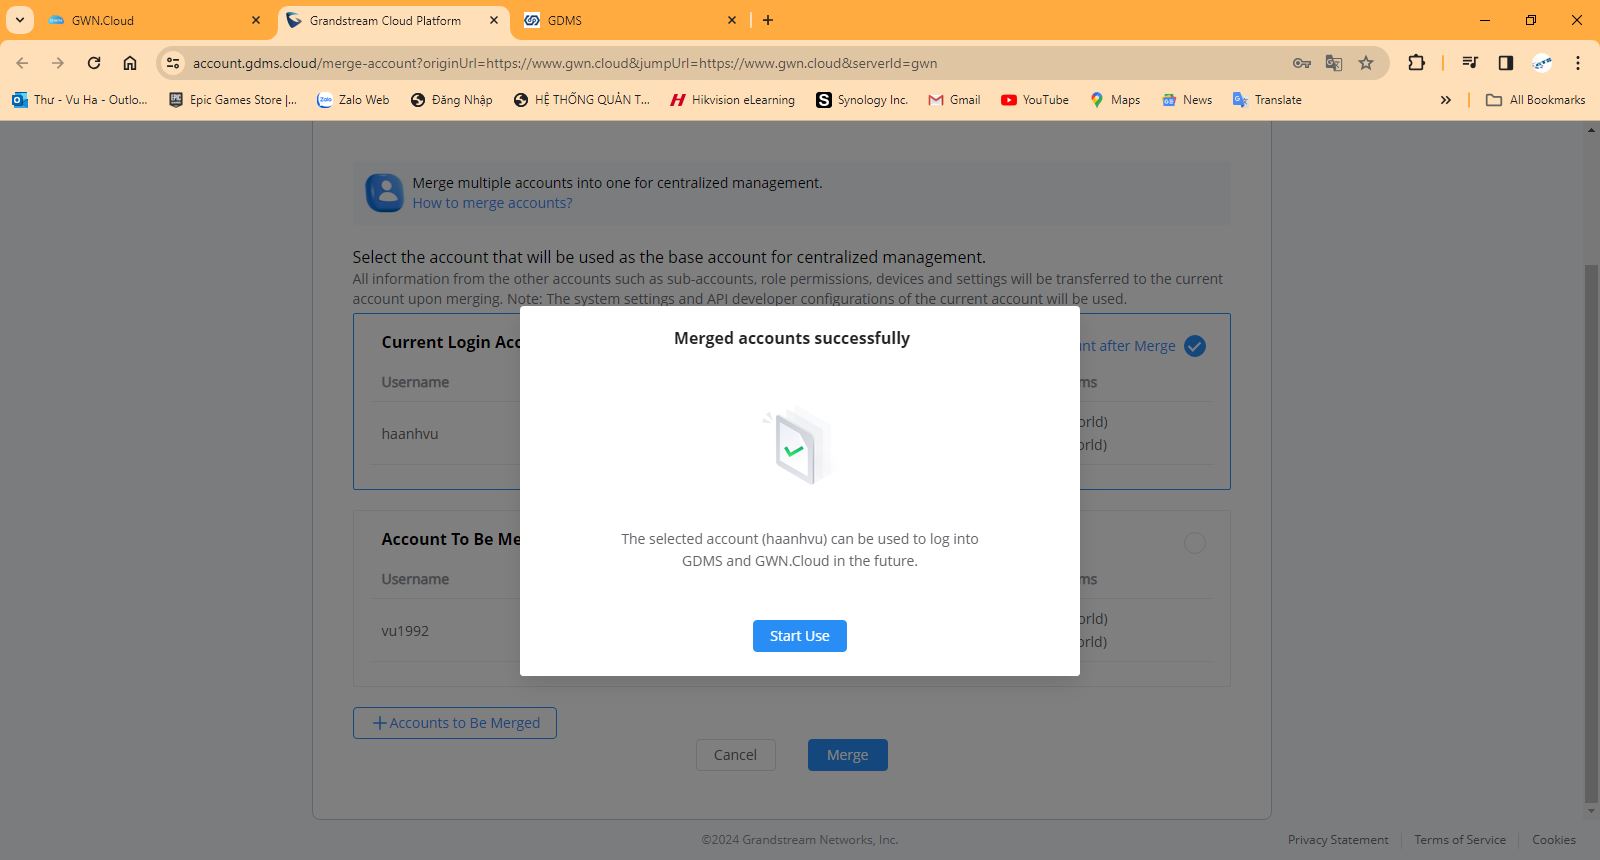 GWN.Cloud
Grandstream Cloud Platform
GDMS
account.gdms.cloud/merge-account?originUrl=https://www.gwn.cloud&jumpUrl=https://www.gwn.cloud&serverId=gwn
Thư - Vu Ha - Outlo...
Epic Games Store |...
Zalo Web
Đăng Nhập
HỆ THỐNG QUẢN T...
Hikvision eLearning
Synology Inc.
Gmail
YouTube
Maps
News
Translate
All Bookmarks
Merge multiple accounts into one for centralized management.
How to merge accounts?
Select the account that will be used as the base account for centralized management.
All information from the other accounts such as sub-accounts, role permissions, devices and settings will be transferred to the current
account upon merging. Note: The system settings and API developer configurations of the current account will be used.
Current Login Acc
nt after Merge
Username
ms
haanhvu
orld)
orld)
Merged accounts successfully
The selected account (haanhvu) can be used to log into
GDMS and GWN.Cloud in the future.
Start Use
Account To Be Me
Username
ms
vu1992
orld)
orld)
Accounts to Be Merged
Cancel
Merge
©2024 Grandstream Networks, Inc.
Privacy Statement
Terms of Service
Cookies